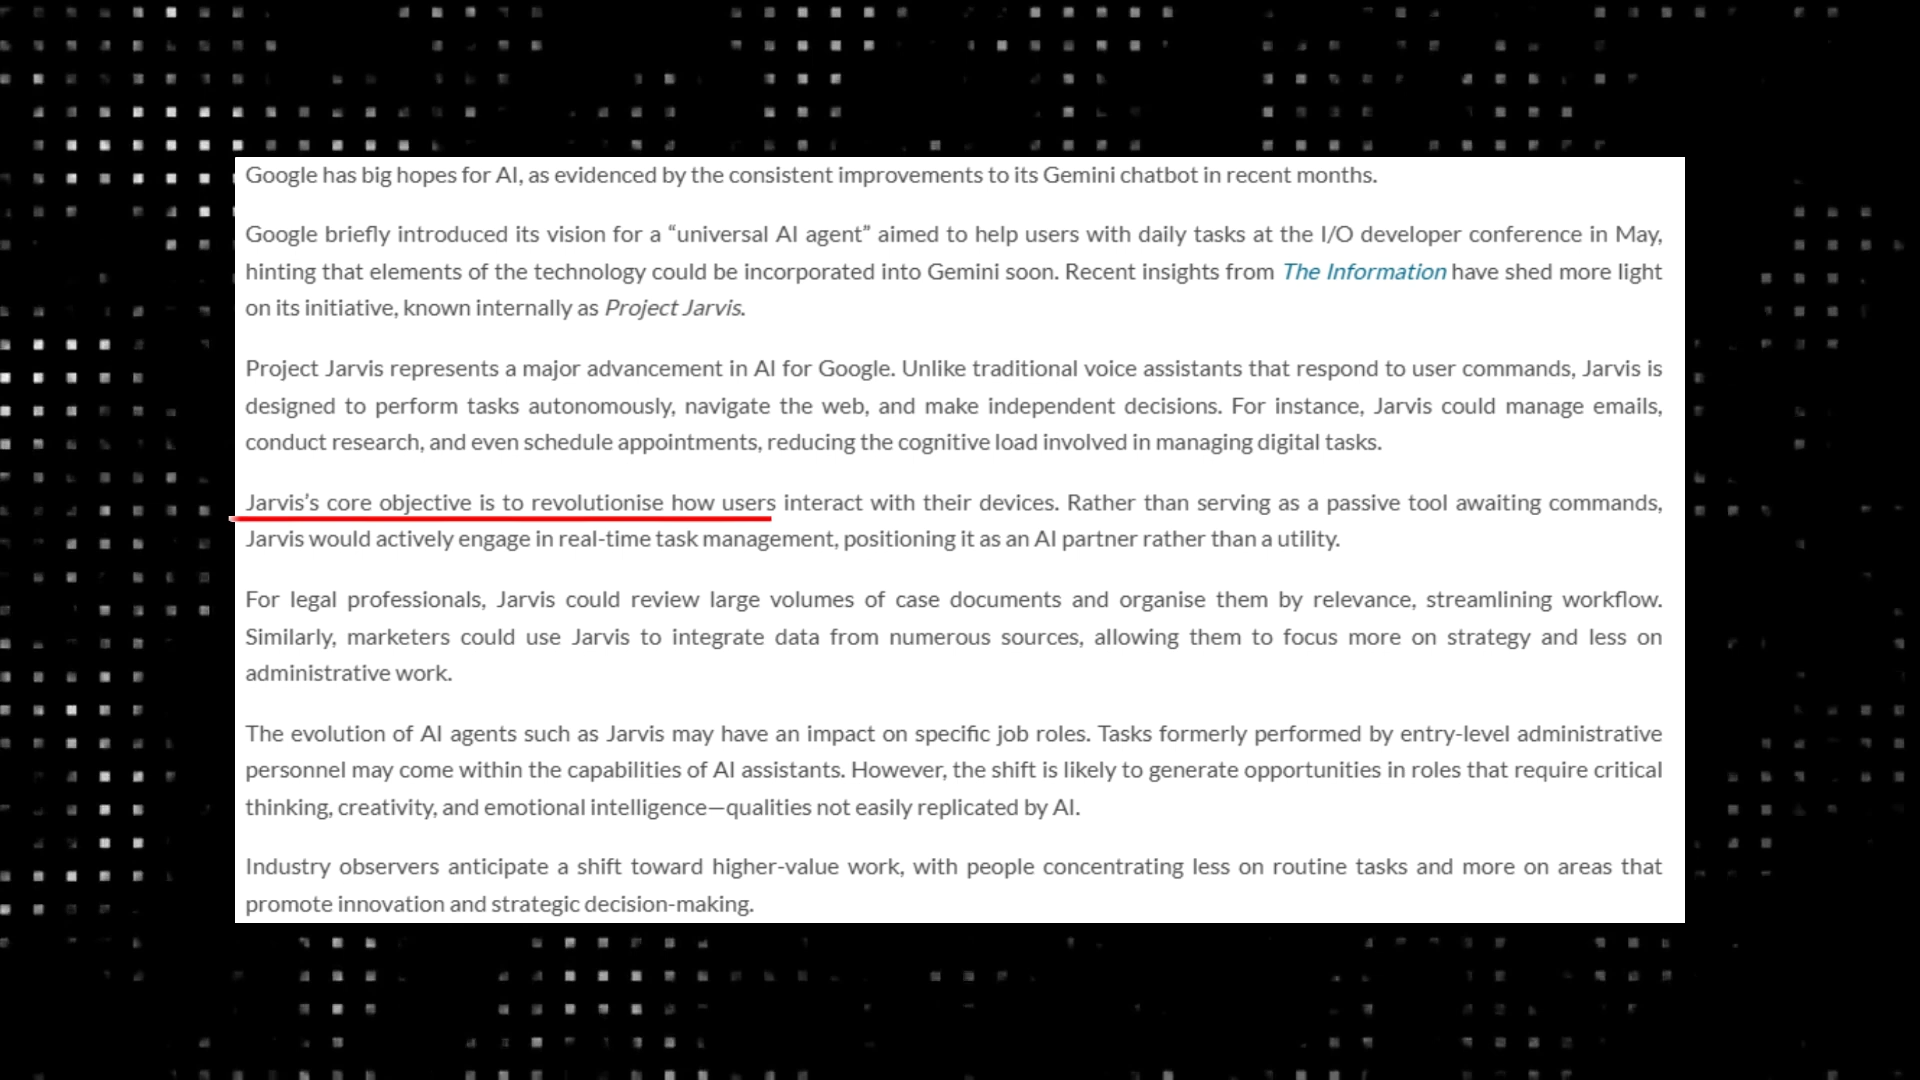 Google has big hopes for AI, as evidenced by the consistent improvements to its Gemini chatbot in recent months.
Google briefly introduced its vision for a “universal AI agent” aimed to help users with daily tasks at the I/O developer conference in May,
hinting that elements of the technology could be incorporated into Gemini soon. Recent insights from The Information have shed more light
on its initiative, known internally as Project Jarvis.
Project Jarvis represents a major advancement in AI for Google. Unlike traditional voice assistants that respond to user commands, Jarvis is
designed to perform tasks autonomously, navigate the web, and make independent decisions. For instance, Jarvis could manage emails,
conduct research, and even schedule appointments, reducing the cognitive load involved in managing digital tasks.
Jarvis’s core objective is to revolutionise how users interact with their devices. Rather than serving as a passive tool awaiting commands,
Jarvis would actively engage in real-time task management, positioning it as an AI partner rather than a utility.
For legal professionals, Jarvis could review large volumes of case documents and organise them by relevance, streamlining workflow.
Similarly, marketers could use Jarvis to integrate data from numerous sources, allowing them to focus more on strategy and less on
administrative work.
The evolution of AI agents such as Jarvis may have an impact on specific job roles. Tasks formerly performed by entry-level administrative
personnel may come within the capabilities of AI assistants. However, the shift is likely to generate opportunities in roles that require critical
thinking, creativity, and emotional intelligence—qualities not easily replicated by AI.
Industry observers anticipate a shift toward higher-value work, with people concentrating less on routine tasks and more on areas that
promote innovation and strategic decision-making.